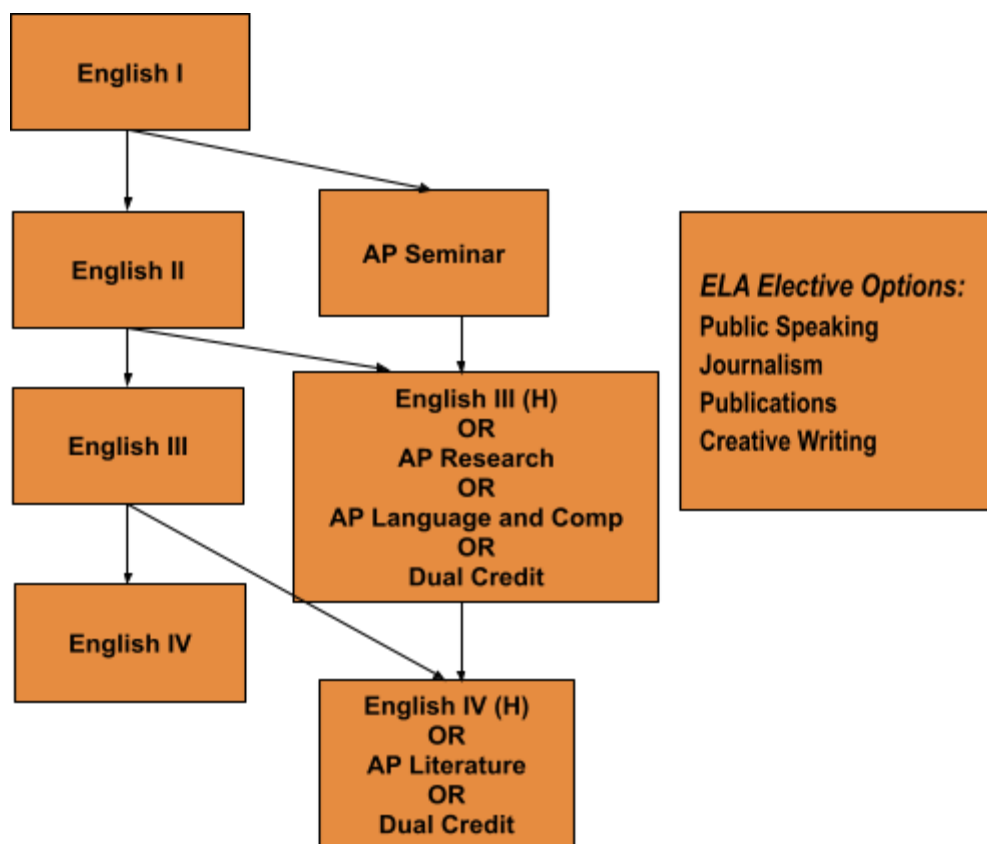 English I
English II
AP Seminar
ELA Elective Options:
Public Speaking
Journalism
Publications
Creative Writing
English III
English III (H)
OR
AP Research
OR
AP Language and Comp
OR
Dual Credit
English IV
English IV (H)
OR
AP Literature
OR
Dual Credit